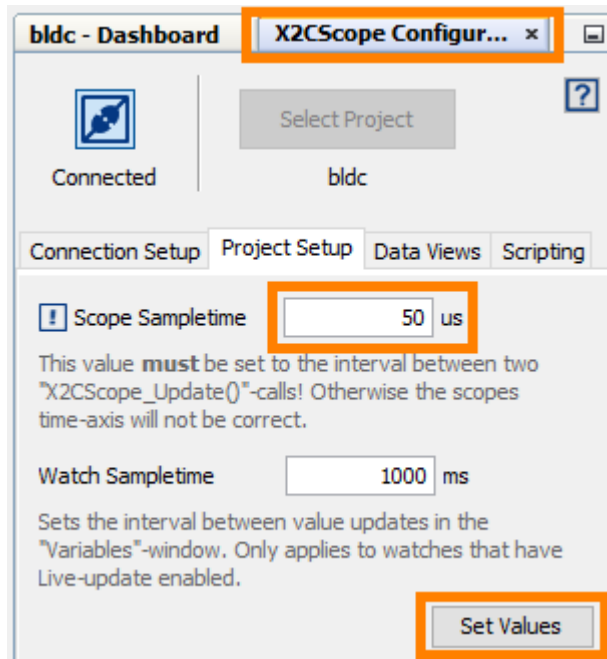 bldc - Dashboard X2CScope Configur... ×
?
Select Project
Connected bldc
Connection Setup Project Setup Data Views Scripting
! Scope Sampletime 50 us
This value must be set to the interval between two
"X2CScope_Update()"-calls! Otherwise the scopes
time-axis will not be correct.
Watch Sampletime 1000 ms
Sets the interval between value updates in the
"Variables"-window. Only applies to watches that have
Live-update enabled.
Set Values